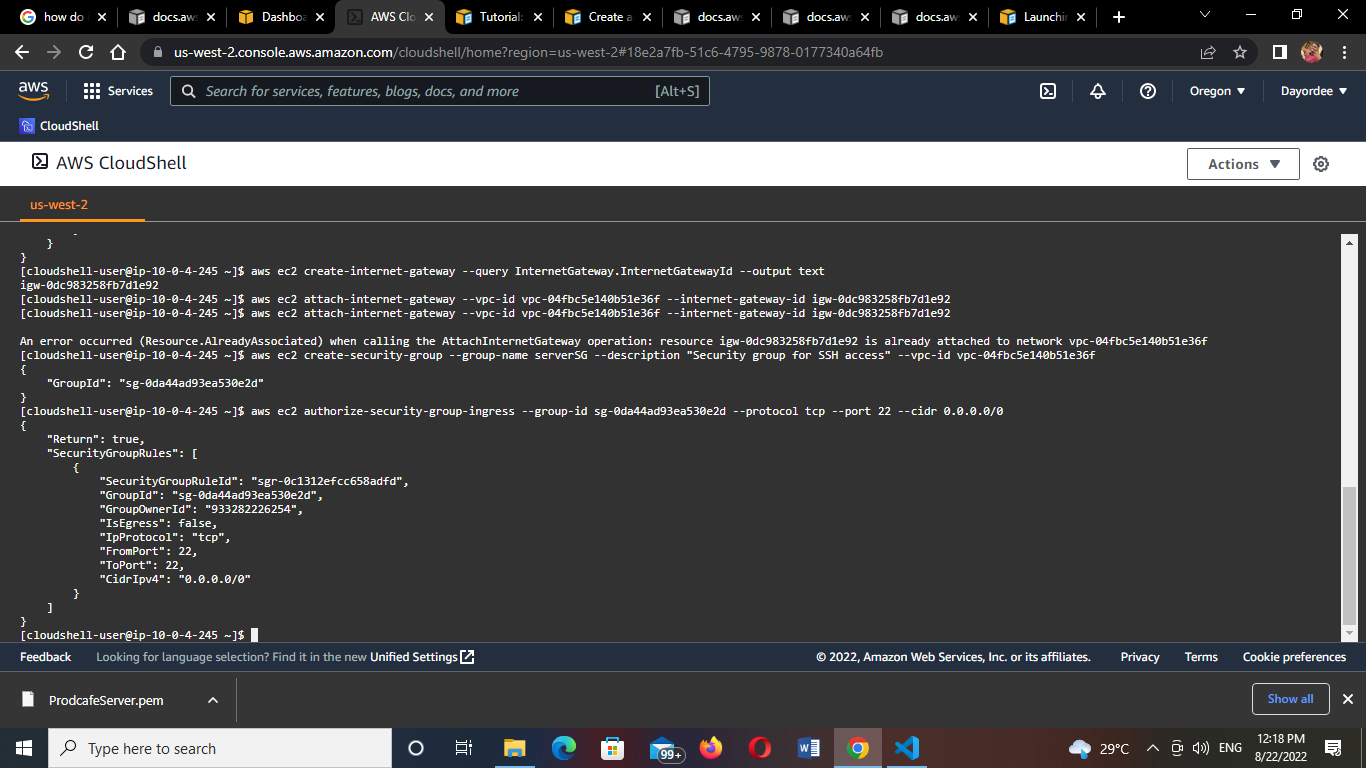 how do i
docs.aws
Dashboa
AWS Clo
Tutorial:
Create a
docs.aws
docs.aws
docs.aws
Launchin
us-west-2.console.aws.amazon.com/cloudshell/home?region=us-west-2#18e2a7fb-51c6-4795-9878-0177340a64fb
aws
Services
Search for services, features, blogs, docs, and more
[Alt+S]
Oregon
Dayordee
CloudShell
AWS CloudShell
Actions
us-west-2
}
}
[cloudshell-user@ip-10-0-4-245 ~]$ aws ec2 create-internet-gateway --query InternetGateway.InternetGatewayId --output text
igw-0dc983258fb7d1e92
[cloudshell-user@ip-10-0-4-245 ~]$ aws ec2 attach-internet-gateway --vpc-id vpc-04fbc5e140b51e36f --internet-gateway-id igw-0dc983258fb7d1e92
[cloudshell-user@ip-10-0-4-245 ~]$ aws ec2 attach-internet-gateway --vpc-id vpc-04fbc5e140b51e36f --internet-gateway-id igw-0dc983258fb7d1e92
An error occurred (Resource.AlreadyAssociated) when calling the AttachInternetGateway operation: resource igw-0dc983258fb7d1e92 is already attached to network vpc-04fbc5e140b51e36f
[cloudshell-user@ip-10-0-4-245 ~]$ aws ec2 create-security-group --group-name serverSG --description "Security group for SSH access" --vpc-id vpc-04fbc5e140b51e36f
{
    "GroupId": "sg-0da44ad93ea530e2d"
}
[cloudshell-user@ip-10-0-4-245 ~]$ aws ec2 authorize-security-group-ingress --group-id sg-0da44ad93ea530e2d --protocol tcp --port 22 --cidr 0.0.0.0/0
{
    "Return": true,
    "SecurityGroupRules": [
        {
            "SecurityGroupRuleId": "sgr-0c1312efcc658adfd",
            "GroupId": "sg-0da44ad93ea530e2d",
            "GroupOwnerId": "933282226254",
            "IsEgress": false,
            "IpProtocol": "tcp",
            "FromPort": 22,
            "ToPort": 22,
            "CidrIpv4": "0.0.0.0/0"
        }
    ]
}
[cloudshell-user@ip-10-0-4-245 ~]$
Feedback
Looking for language selection? Find it in the new Unified Settings
© 2022, Amazon Web Services, Inc. or its affiliates.
Privacy
Terms
Cookie preferences
ProdcafeServer.pem
Show all
Type here to search
99+
29°C
ENG
12:18 PM
8/22/2022